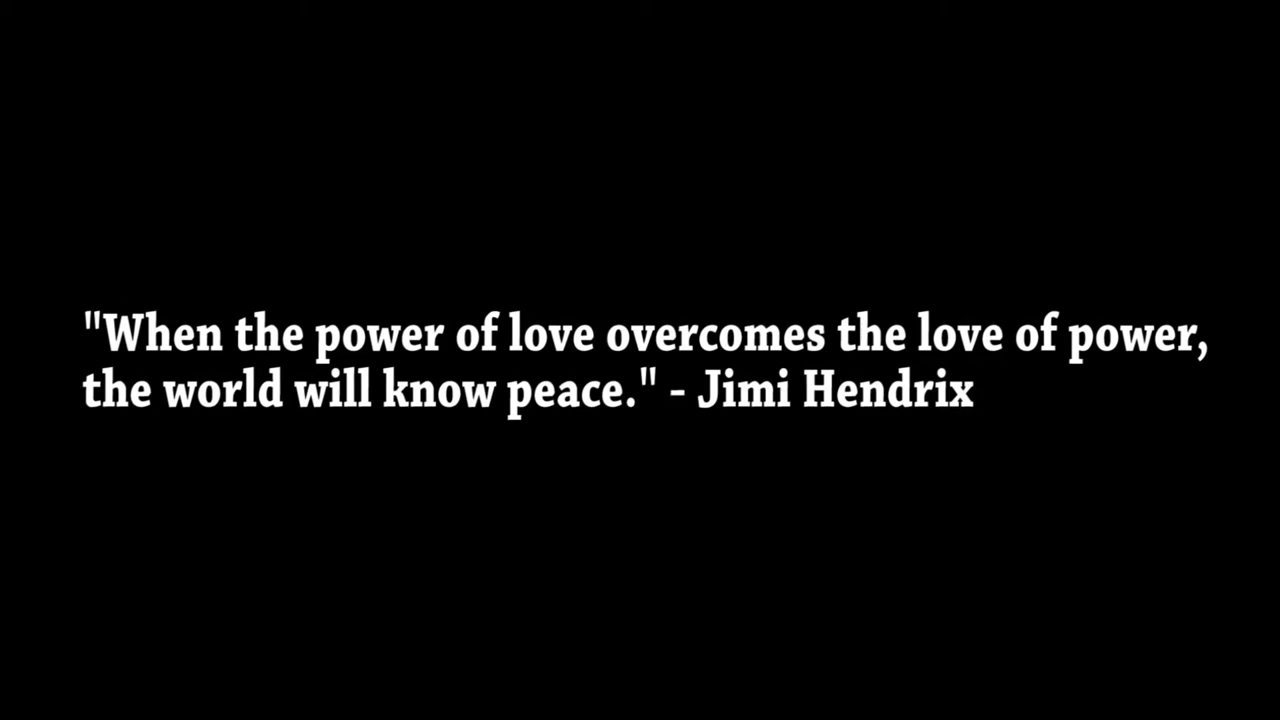 "When the power of love overcomes the love of power,
the world will know peace." - Jimi Hendrix